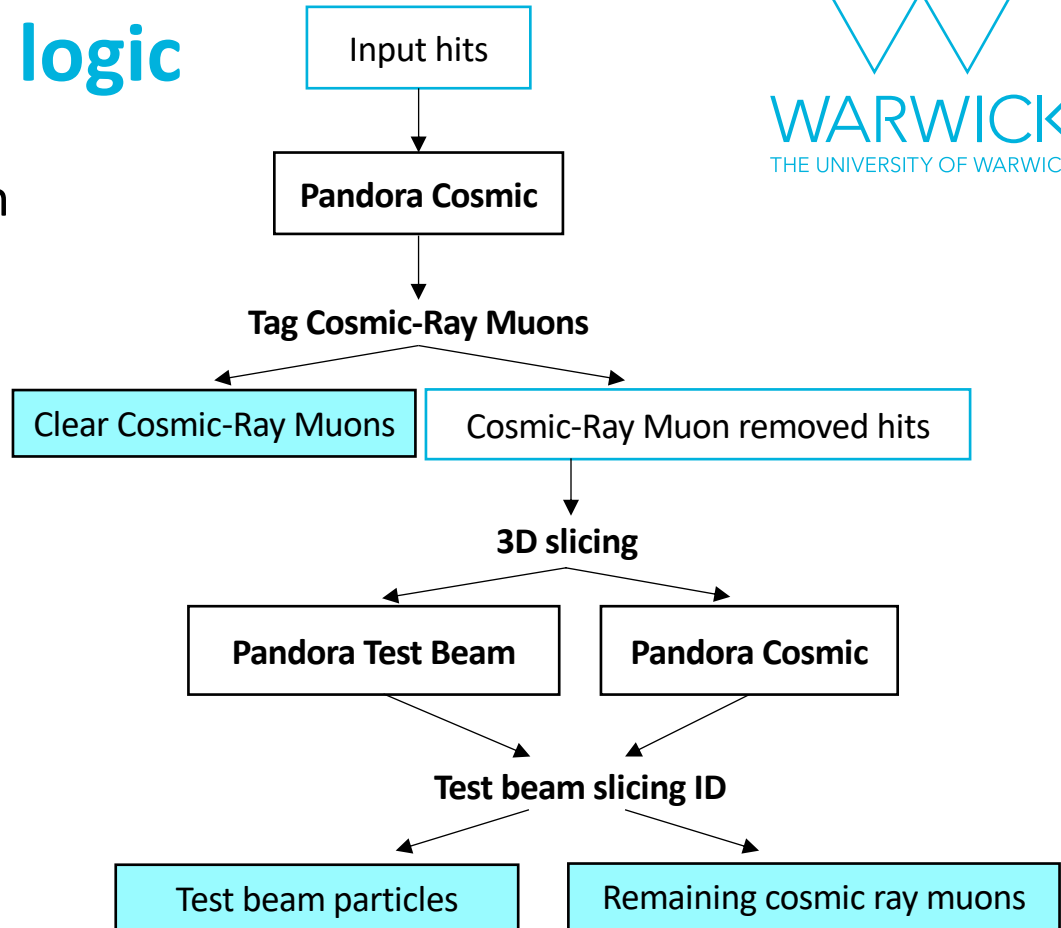 logic
Input hits
WARWICK
THE UNIVERSITY OF WARWIC
n
Pandora Cosmic
Tag Cosmic-Ray Muons
Clear Cosmic-Ray Muons
Cosmic-Ray Muon removed hits
3D slicing
Pandora Test Beam
Pandora Cosmic
Test beam slicing ID
Test beam particles
Remaining cosmic ray muons